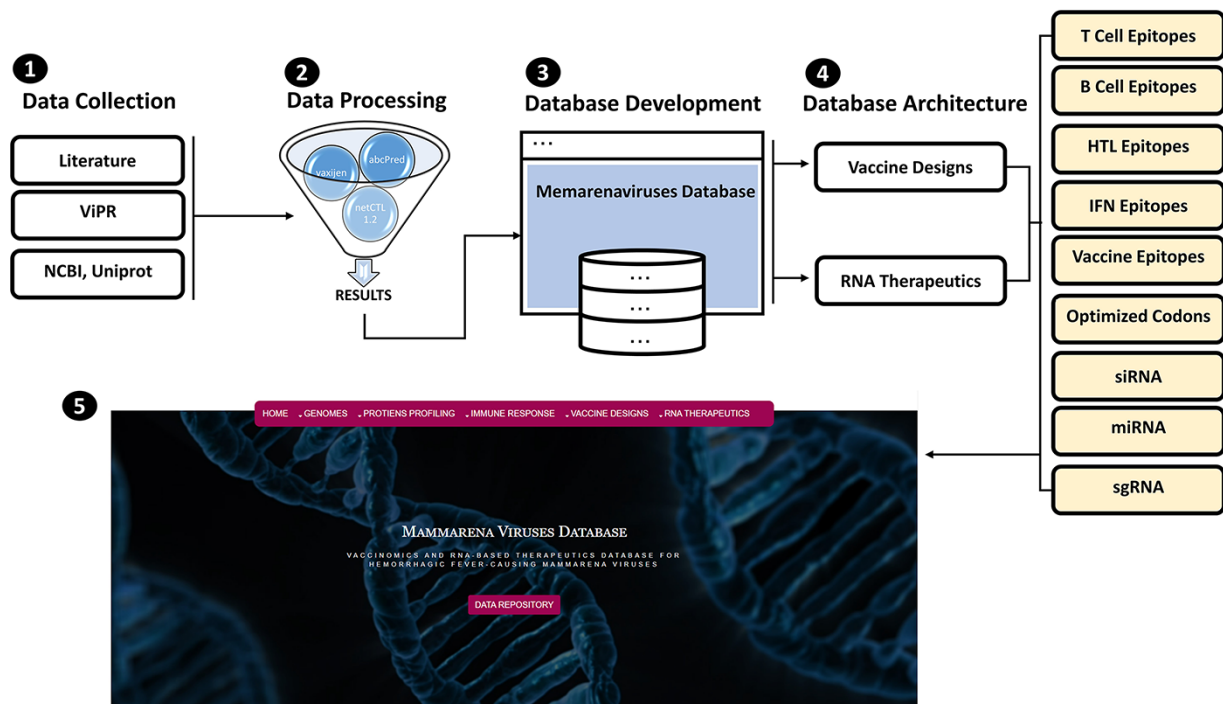 1
Data Collection
Literature
ViPR
NCBI, Uniprot
2
Data Processing
vaxijen
abcPred
netCTL
1.2
RESULTS
3
Database Development
...
Memarenaviruses Database
...
...
...
4
Database Architecture
Vaccine Designs
RNA Therapeutics
T Cell Epitopes
B Cell Epitopes
HTL Epitopes
IFN Epitopes
Vaccine Epitopes
Optimized Codons
siRNA
miRNA
sgRNA
5
HOME GENOMES PROTIENS PROFILING IMMUNE RESPONSE VACCINE DESIGNS RNA THERAPEUTICS
MAMMARENA VIRUSES DATABASE
VACCINOMICS AND RNA-BASED THERAPEUTICS DATABASE FOR
HEMORRHAGIC FEVER-CAUSING MAMMARENA VIRUSES
DATA REPOSITORY